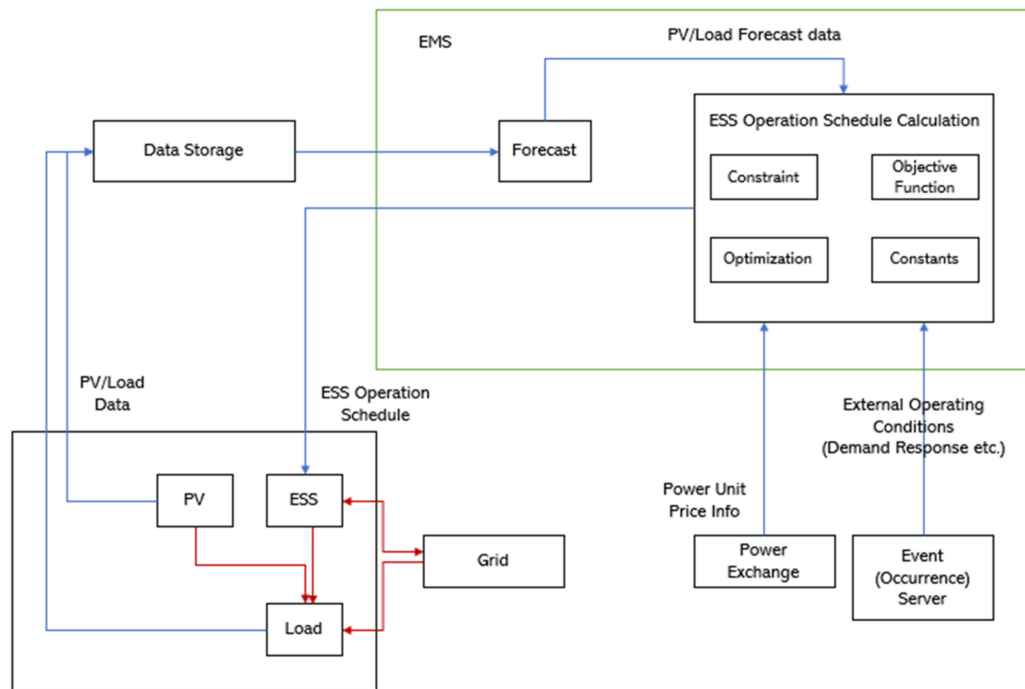 EMS
PV/Load Forecast data
ESS Operation Schedule Calculation
Data Storage
Forecast
Constraint
Objective
Function
Optimization
Constants
PV/Load
Data
ESS Operation
Schedule
External Operating
Conditions
(Demand Response etc.)
PV
ESS
Power Unit
Price Info
Grid
Power
Exchange
Event
(Occurrence)
Server
Load